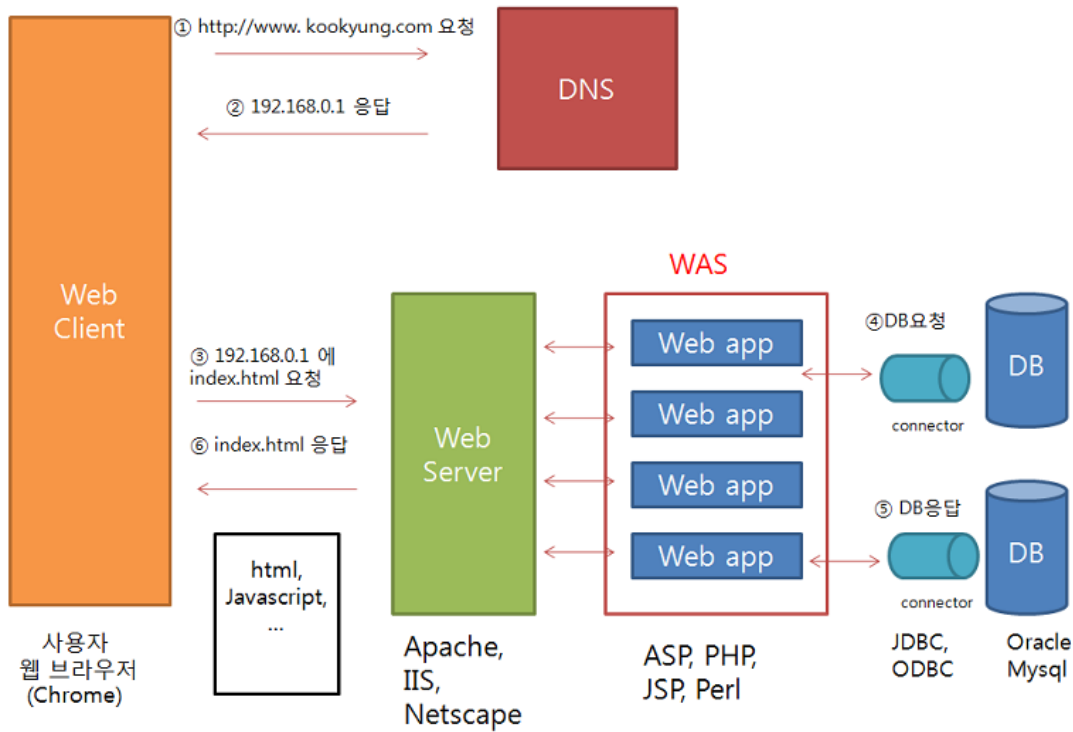 ① http://www. kookyung.com 요청
DNS
② 192.168.0.1 응답
Web
Client
WAS
③ 192.168.0.1 에
index.html 요청
⑥ index.html 응답
Web
Server
Web app
Web app
Web app
Web app
④DB요청
connector
DB
⑤ DB응답
connector
DB
html,
Javascript,
...
사용자
웹 브라우저
(Chrome)
Apache,
IIS,
Netscape
ASP, PHP,
JSP, Perl
JDBC,
ODBC
Oracle
Mysql